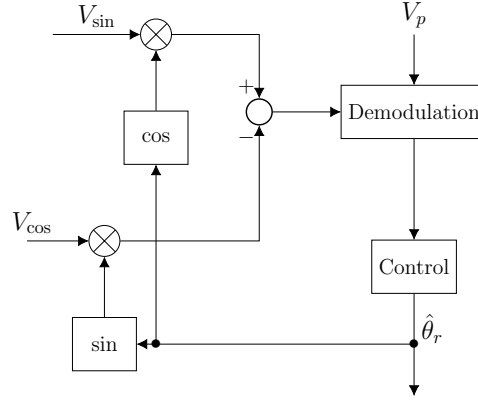 V_sin
V_p
+
cos
Demodulation
−
V_cos
Control
sin
θ̂_r